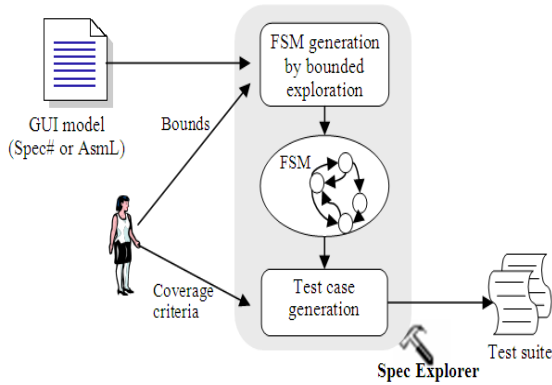 FSM generation
by bounded
exploration
GUI model
(Spec# or AsmL)
Bounds
FSM
Coverage
criteria
Test case
generation
Test suite
Spec Explorer